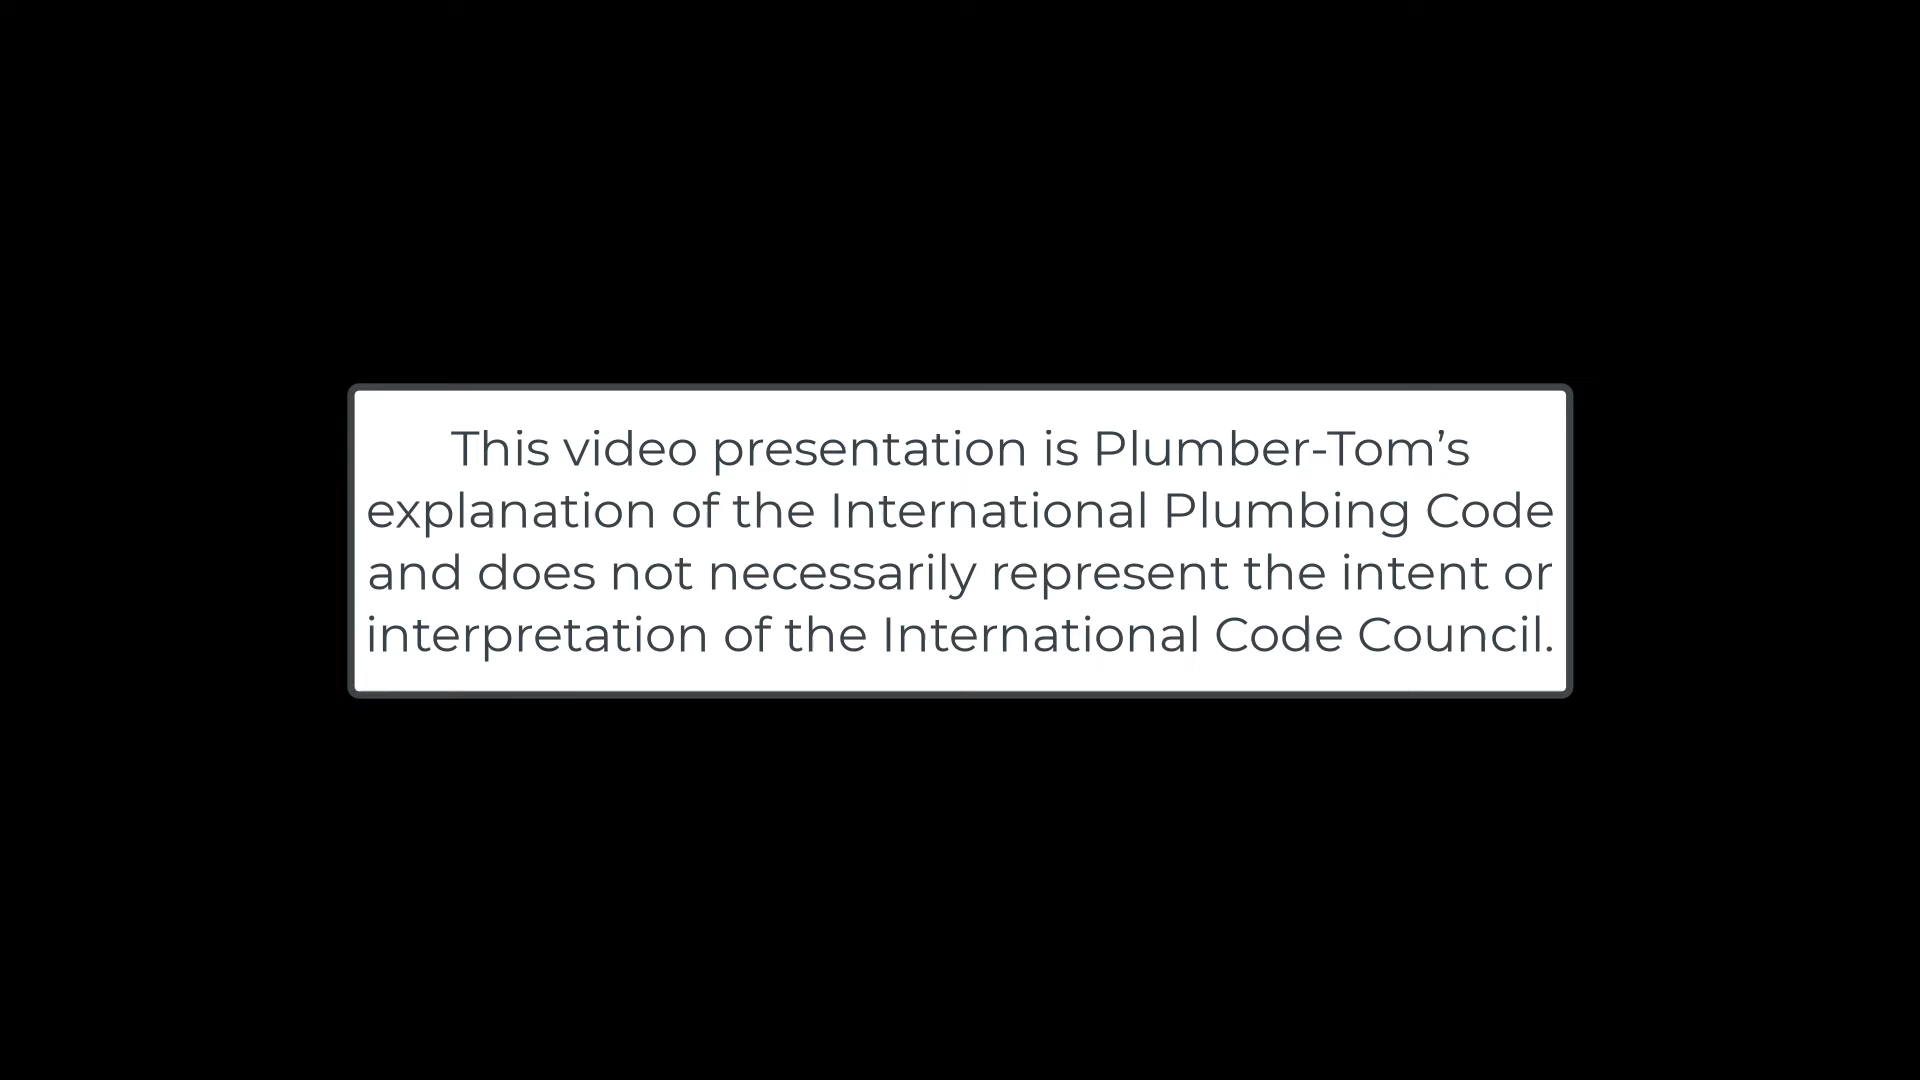 This video presentation is Plumber-Tom’s
explanation of the International Plumbing Code
and does not necessarily represent the intent or
interpretation of the International Code Council.